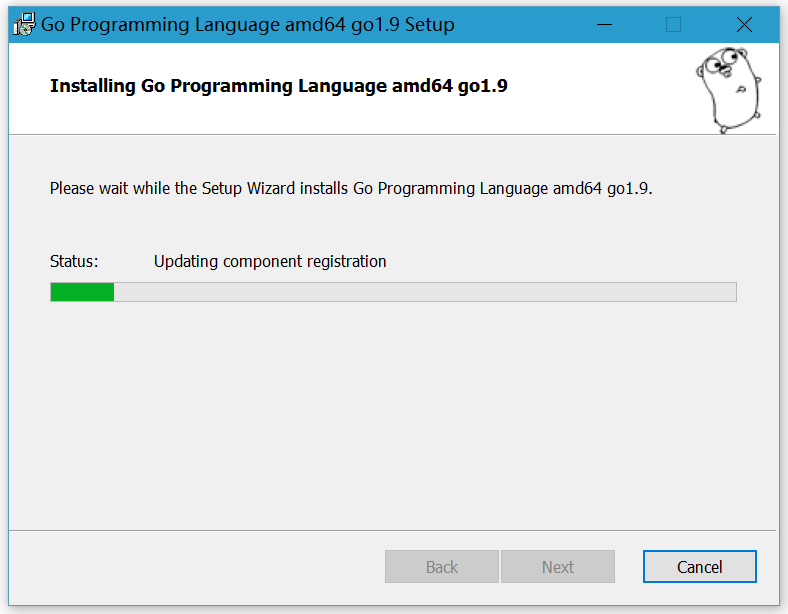 Go Programming Language amd64 go1.9 Setup
Installing Go Programming Language amd64 go1.9
Please wait while the Setup Wizard installs Go Programming Language amd64 go1.9.
Status: Updating component registration
Back Next Cancel